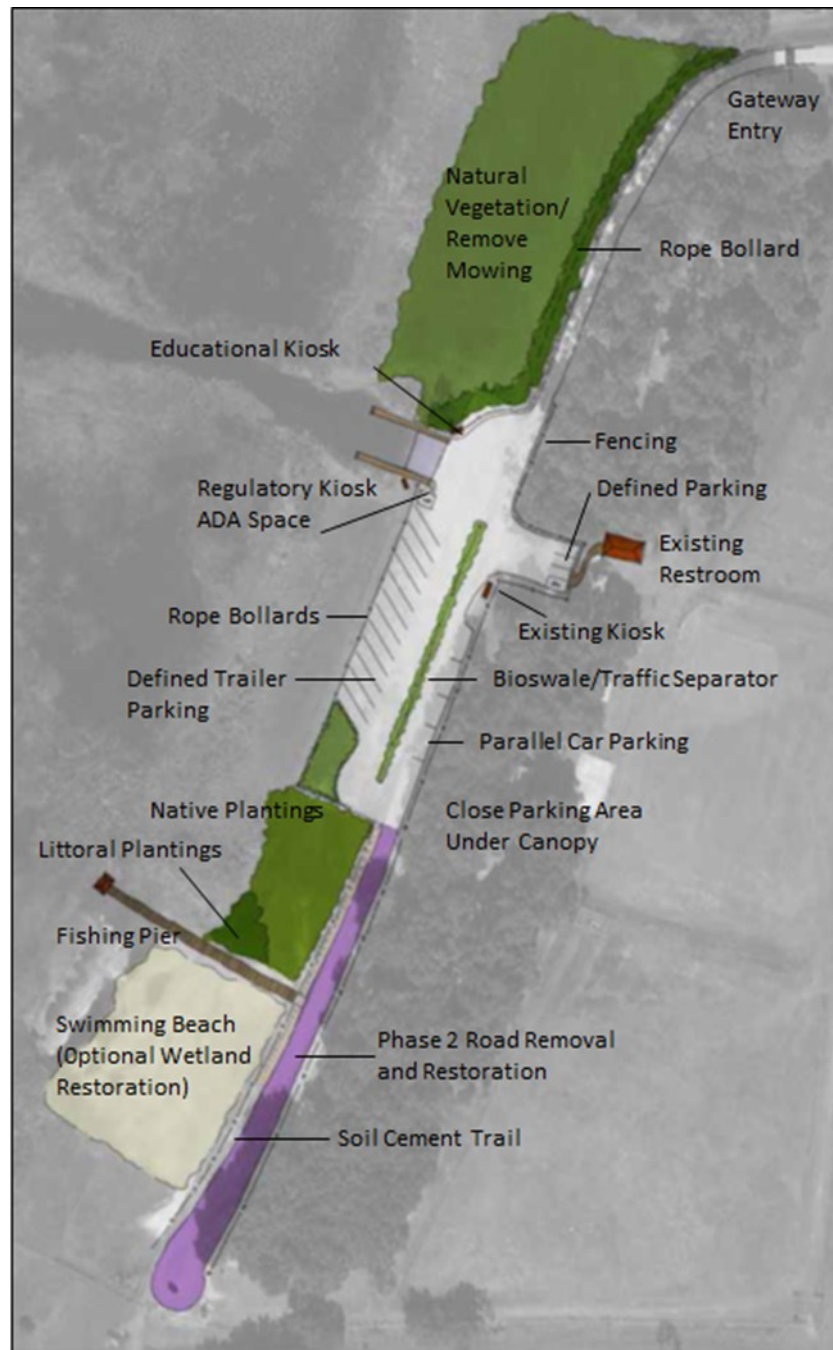 Gateway
Entry
Natural
Vegetation/
Remove
Mowing
Rope Bollard
Educational Kiosk
Fencing
Regulatory Kiosk
ADA Space
Defined Parking
Existing
Restroom
Rope Bollards
Existing Kiosk
Defined Trailer
Parking
Bioswale/Traffic Separator
Parallel Car Parking
Native Plantings
Close Parking Area
Under Canopy
Littoral Plantings
Fishing Pier
Swimming Beach
(Optional Wetland
Restoration)
Phase 2 Road Removal
and Restoration
Soil Cement Trail